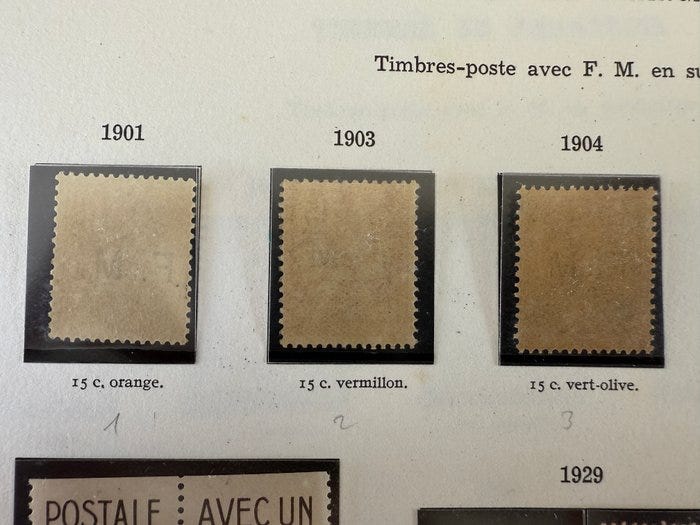 Timbres-poste avec F. M. en su
1901
1903
1904
15 c. orange.
15 c. vermillon.
15 c. vert-olive.
1
2
3
1929
POSTALE AVEC UN